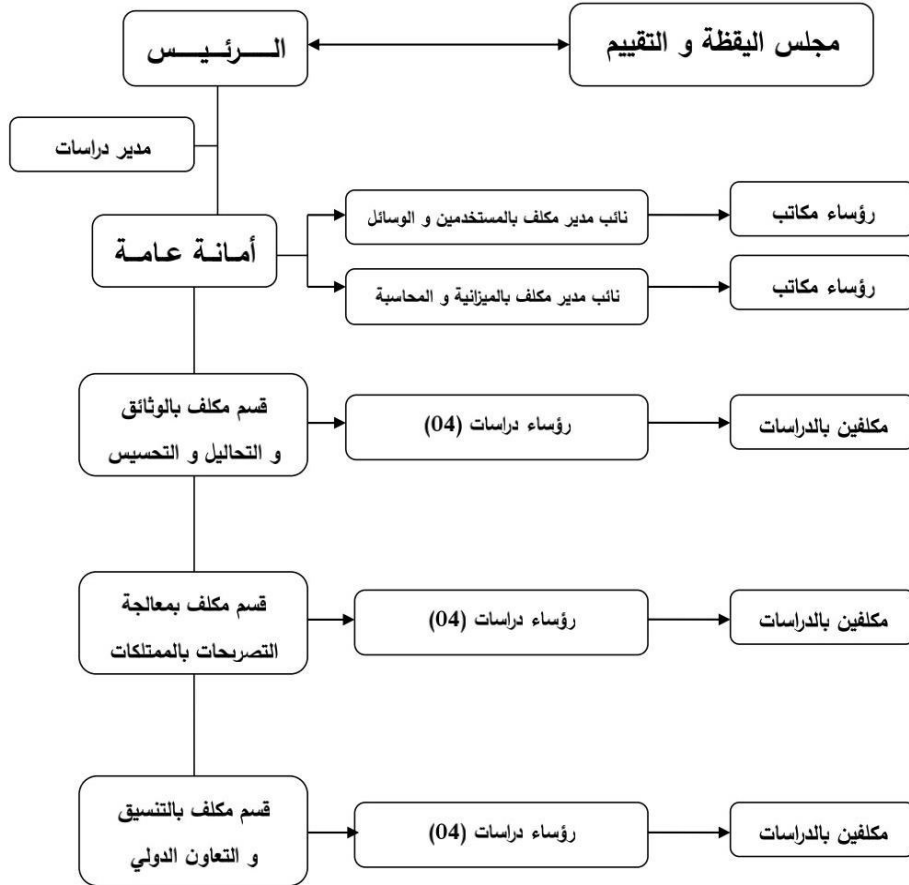 الـــرئـيـــس
مجلس اليقظة و التقييم
مدير دراسات
أمـانـة عـامـة
نائب مدير مكلف بالمستخدمين و الوسائل
رؤساء مكاتب
نائب مدير مكلف بالميزانية و المحاسبة
رؤساء مكاتب
قسم مكلف بالوثائق
و التحاليل و التحسيس
رؤساء دراسات (04)
مكلفين بالدراسات
قسم مكلف بمعالجة
التصريحات بالممتلكات
رؤساء دراسات (04)
مكلفين بالدراسات
قسم مكلف بالتنسيق
و التعاون الدولي
رؤساء دراسات (04)
مكلفين بالدراسات